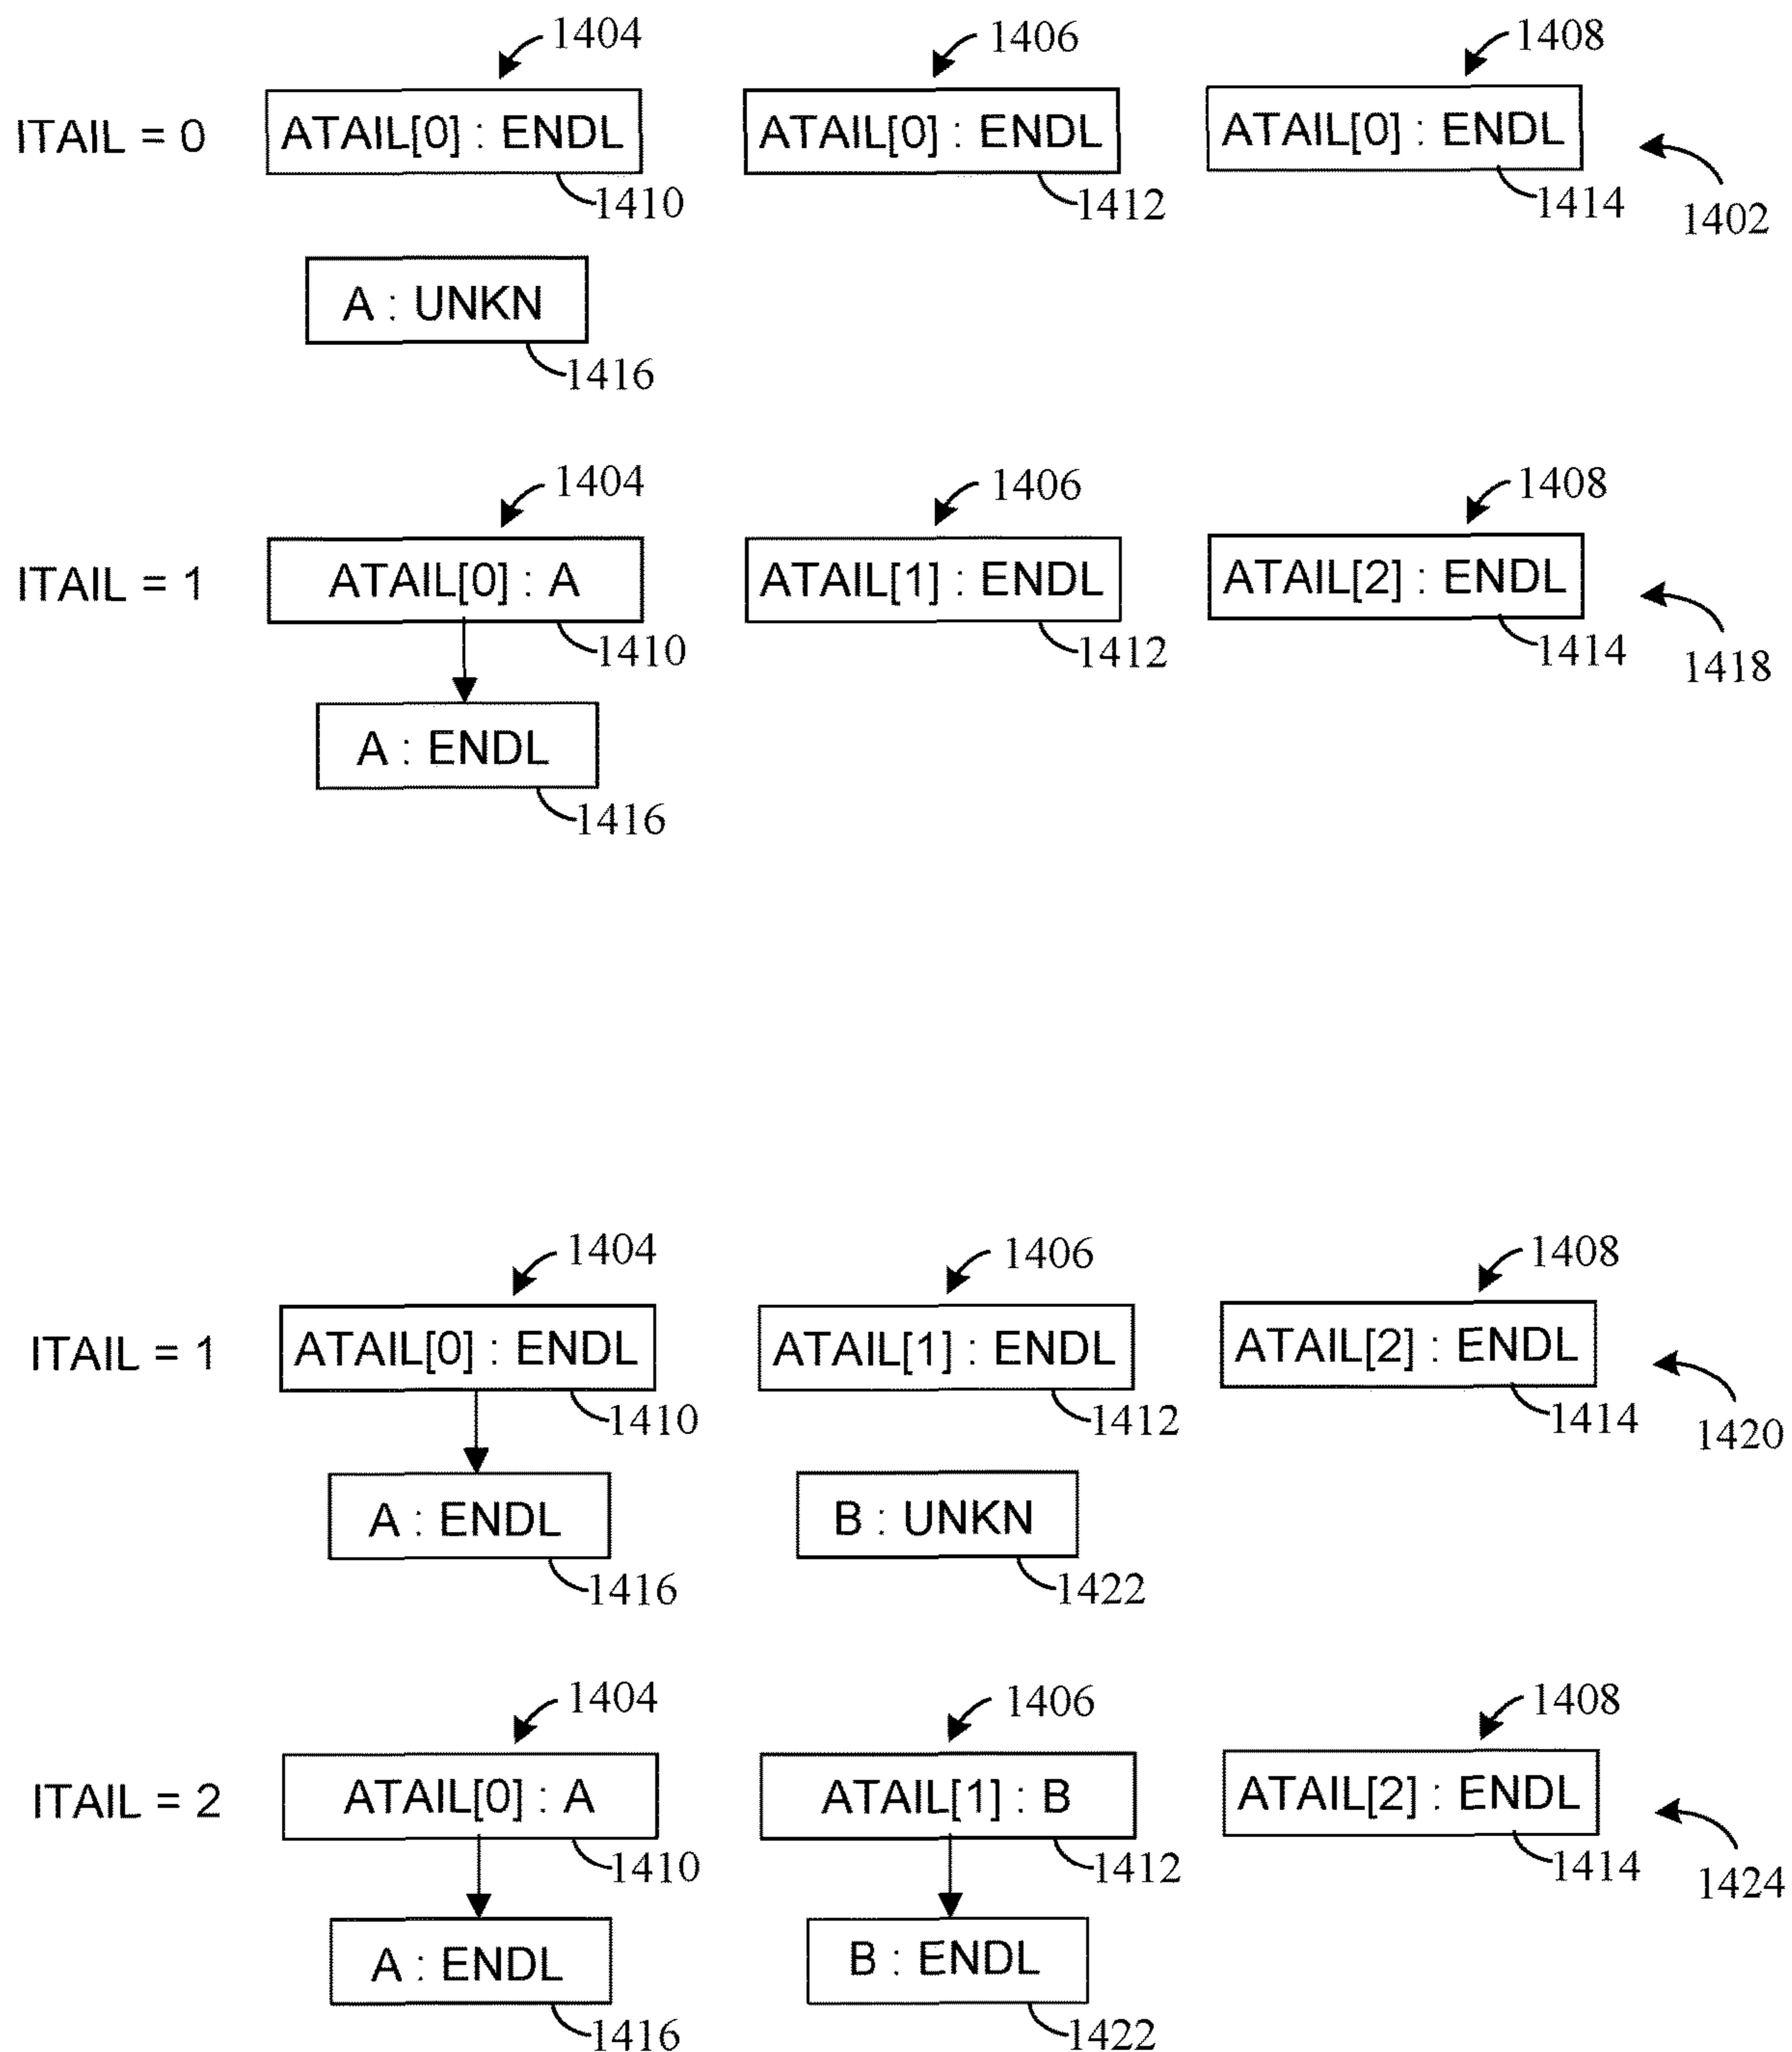 1404 1406 1408
ITAIL = 0 ATAIL[0] : ENDL ATAIL[0] : ENDL ATAIL[0] : ENDL
1410 1412 1414 1402
A : UNKN
1416
1404 1406 1408
ITAIL = 1 ATAIL[0] : A ATAIL[1] : ENDL ATAIL[2] : ENDL
1410 1412 1414 1418
A : ENDL
1416
1404 1406 1408
ITAIL = 1 ATAIL[0] : ENDL ATAIL[1] : ENDL ATAIL[2] : ENDL
1410 1412 1414 1420
A : ENDL B : UNKN
1416 1422
1404 1406 1408
ITAIL = 2 ATAIL[0] : A ATAIL[1] : B ATAIL[2] : ENDL
1410 1412 1414 1424
A : ENDL B : ENDL
1416 1422